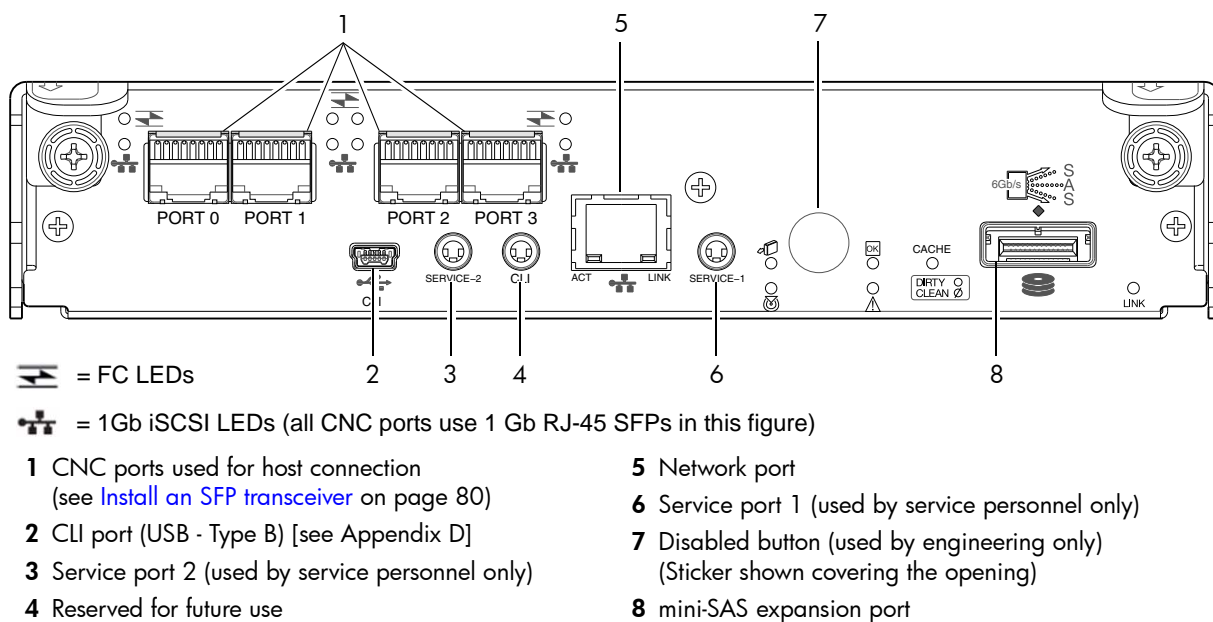 1 5 7
6Gb/s SAS
PORT 0 PORT 1 PORT 2 PORT 3
OK CACHE
SERVICE-2 CLI ACT LINK SERVICE-1
DIRTY
CLEAN
CLI
LINK
2 3 4 6 8
= FC LEDs
= 1Gb iSCSI LEDs (all CNC ports use 1 Gb RJ-45 SFPs in this figure)
1 CNC ports used for host connection
(see Install an SFP transceiver on page 80)
2 CLI port (USB - Type B) [see Appendix D]
3 Service port 2 (used by service personnel only)
4 Reserved for future use
5 Network port
6 Service port 1 (used by service personnel only)
7 Disabled button (used by engineering only)
(Sticker shown covering the opening)
8 mini-SAS expansion port